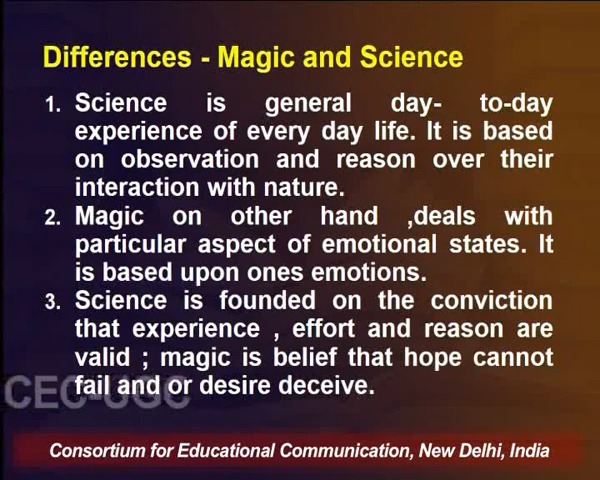 Differences - Magic and Science
1. Science is general day- to-day
experience of every day life. It is based
on observation and reason over their
interaction with nature.
2. Magic on other hand ,deals with
particular aspect of emotional states. It
is based upon ones emotions.
3. Science is founded on the conviction
that experience , effort and reason are
valid ; magic is belief that hope cannot
fail and or desire deceive.
CEC-UGC
Consortium for Educational Communication, New Delhi, India